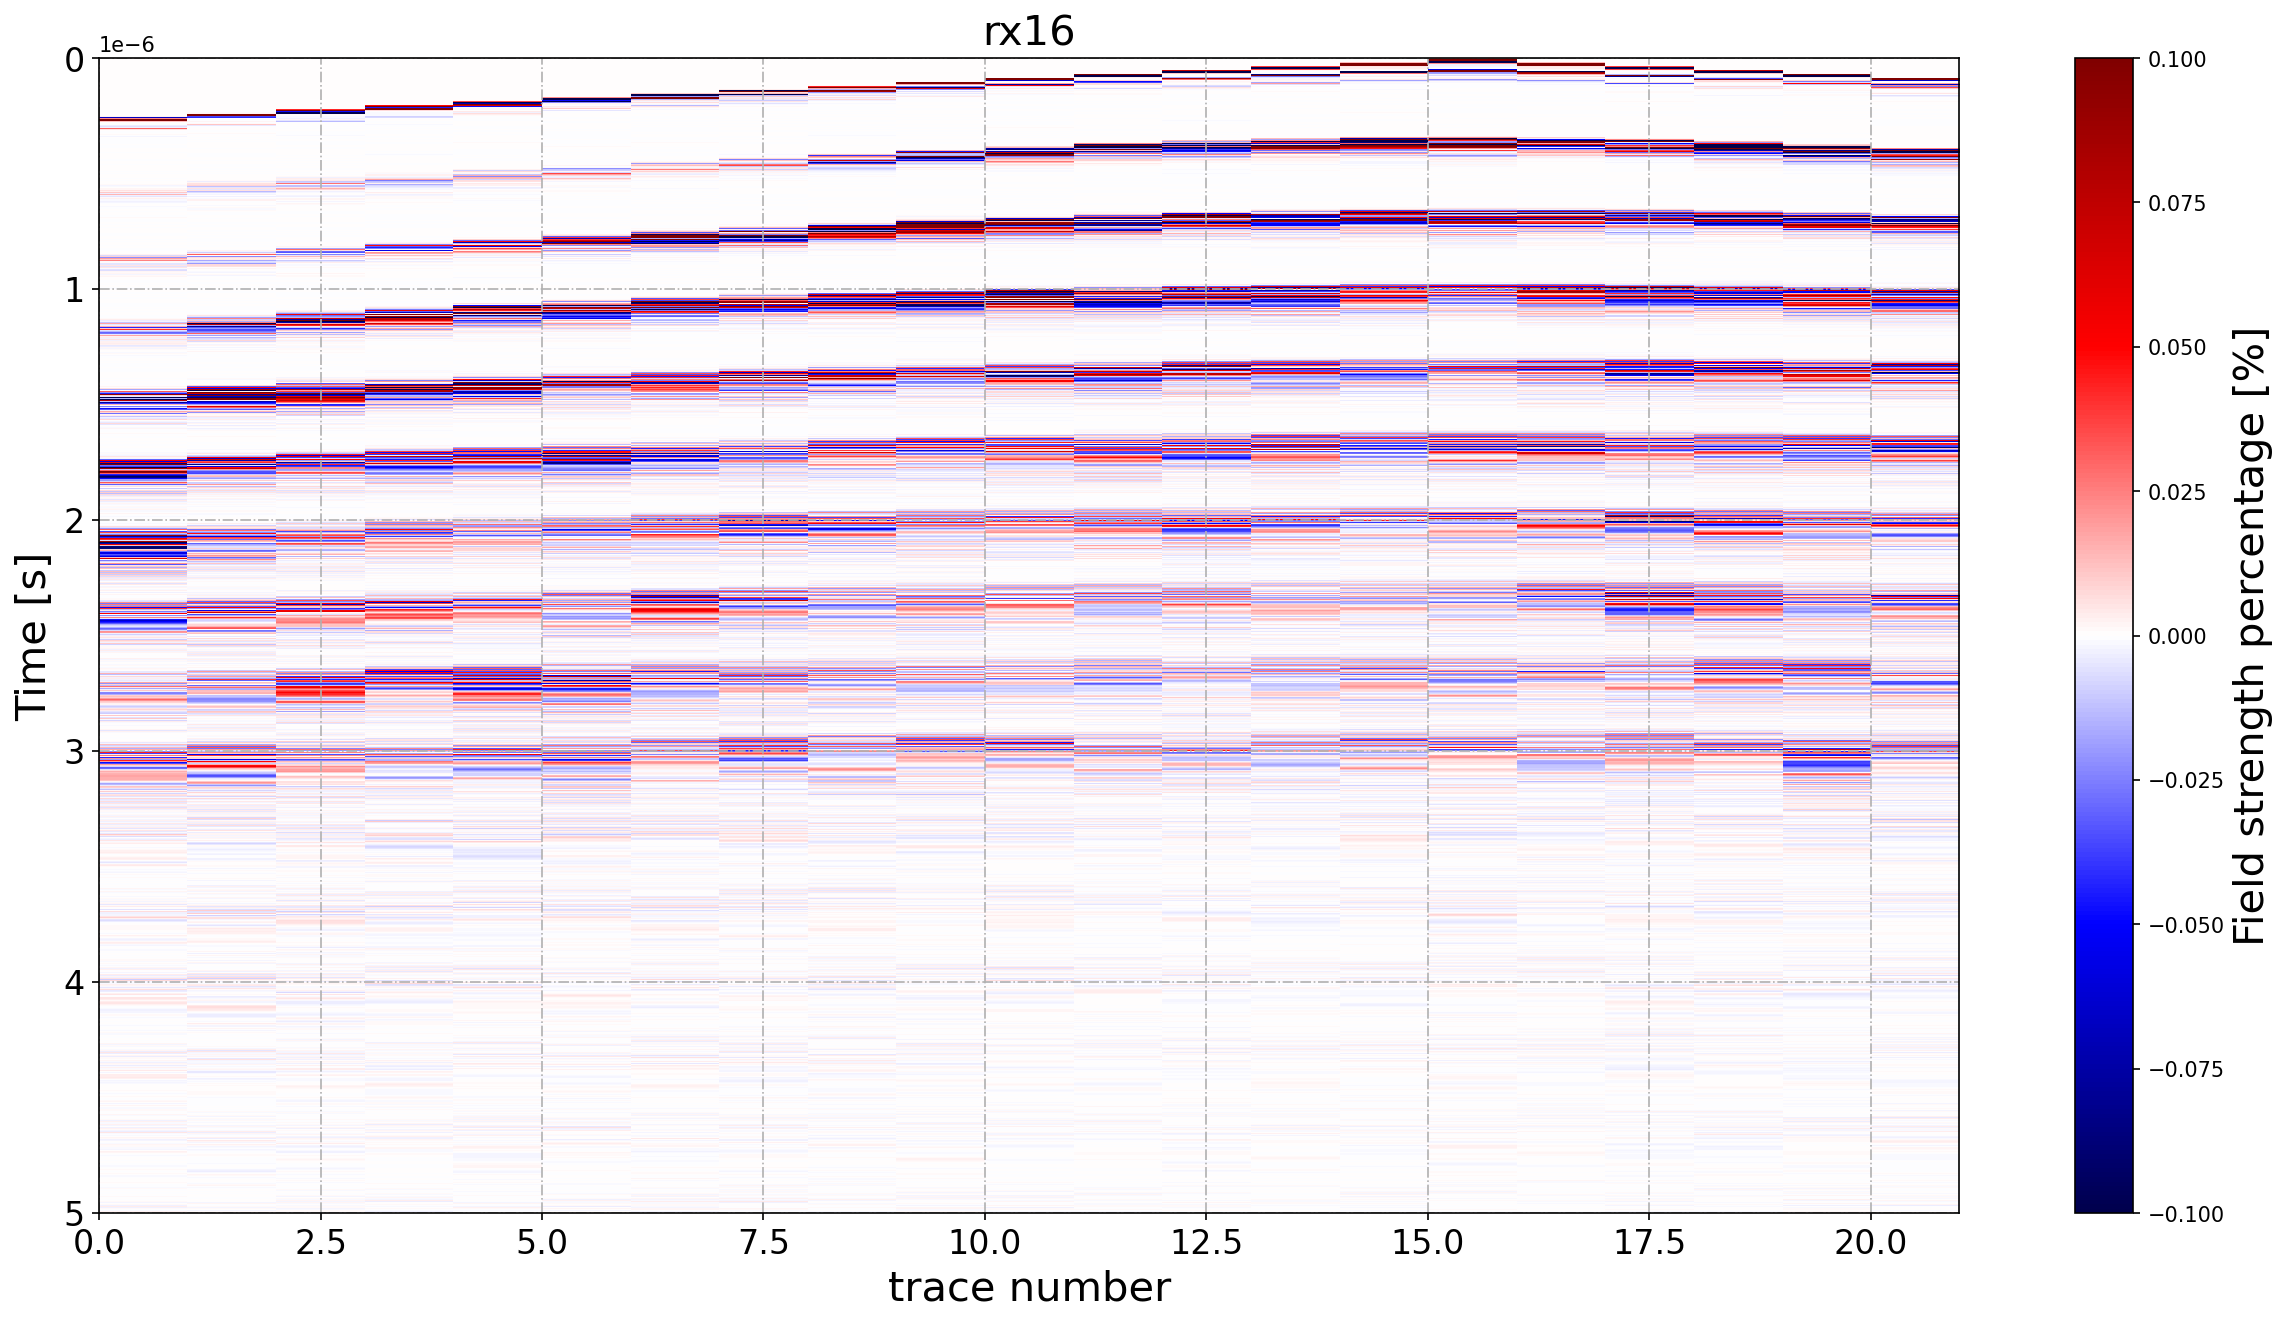 rx16
1e−6
0
1
2
3
4
5
Time [s]
0.0 2.5 5.0 7.5 10.0 12.5 15.0 17.5 20.0
trace number
0.100
0.075
0.050
0.025
0.000
−0.025
−0.050
−0.075
−0.100
Field strength percentage [%]